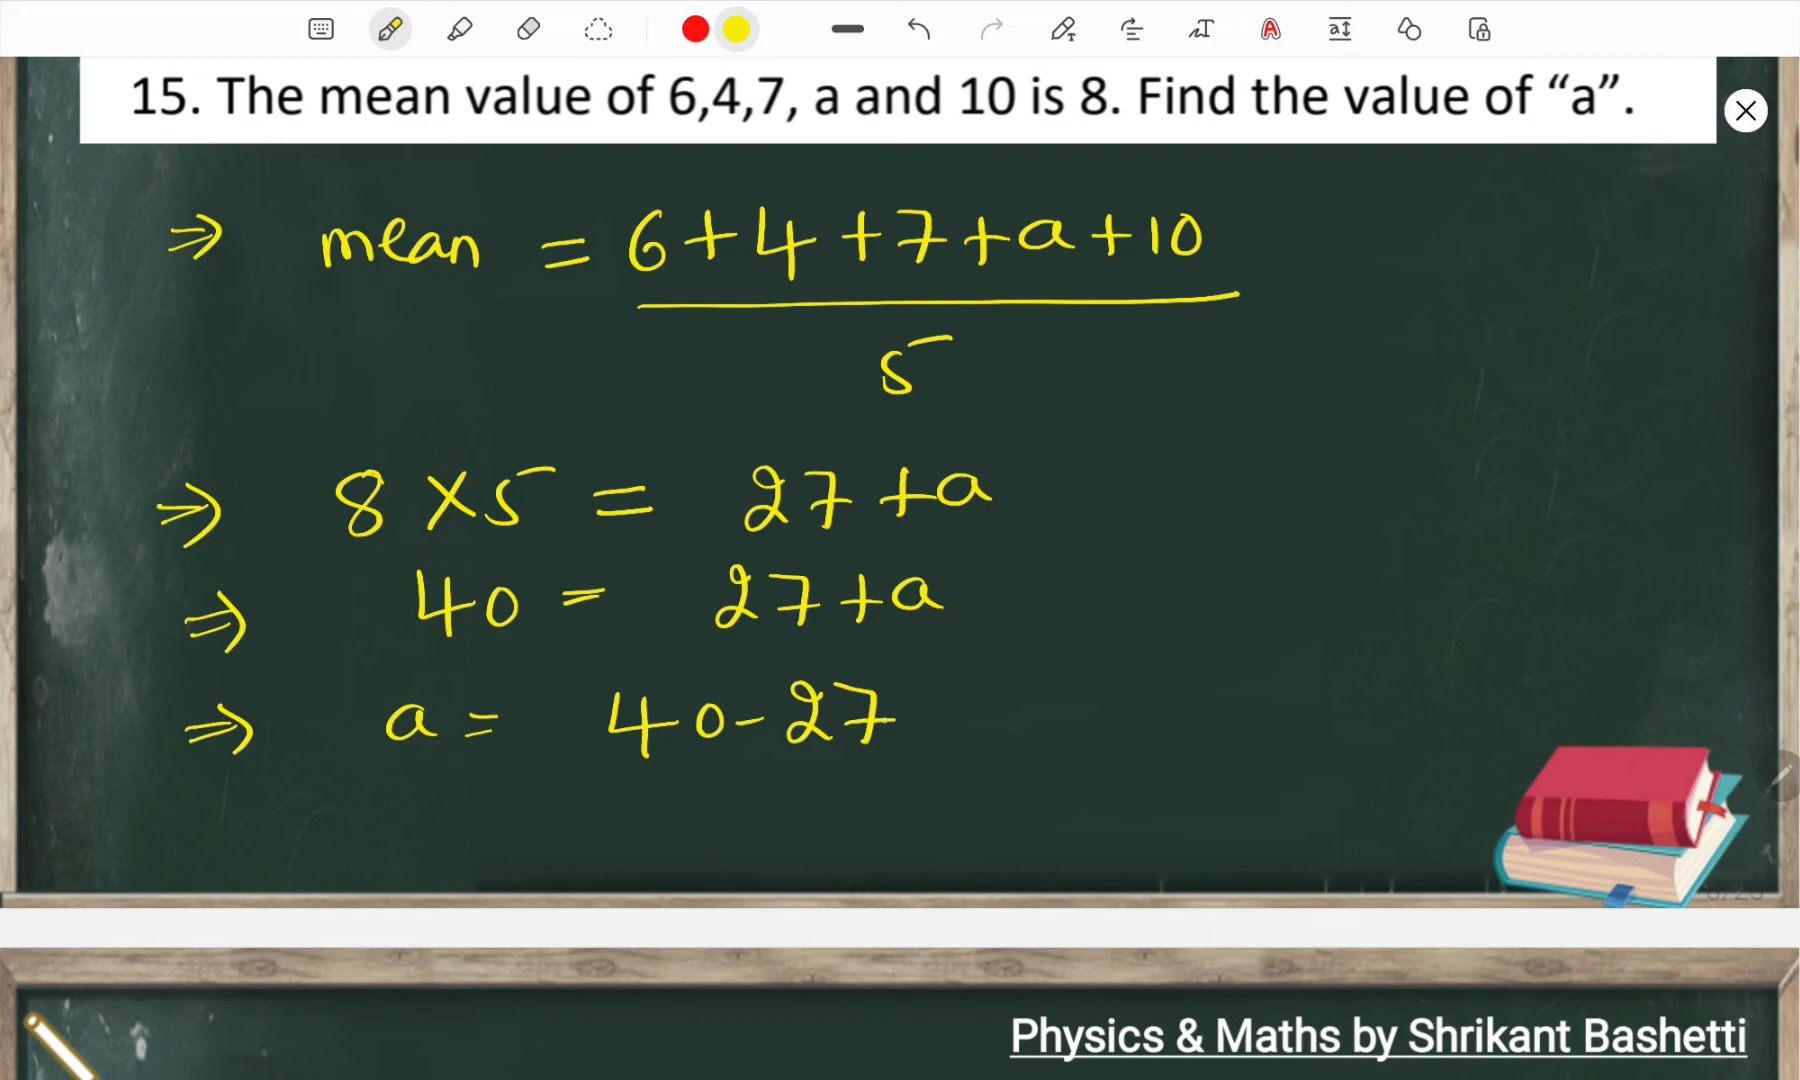 15. The mean value of 6,4,7, a and 10 is 8. Find the value of “a”.
⇒ mean = 6+4+7+a+10
5
⇒ 8×5 = 27+a
⇒ 40 = 27+a
⇒ a = 40-27
Physics & Maths by Shrikant Bashetti